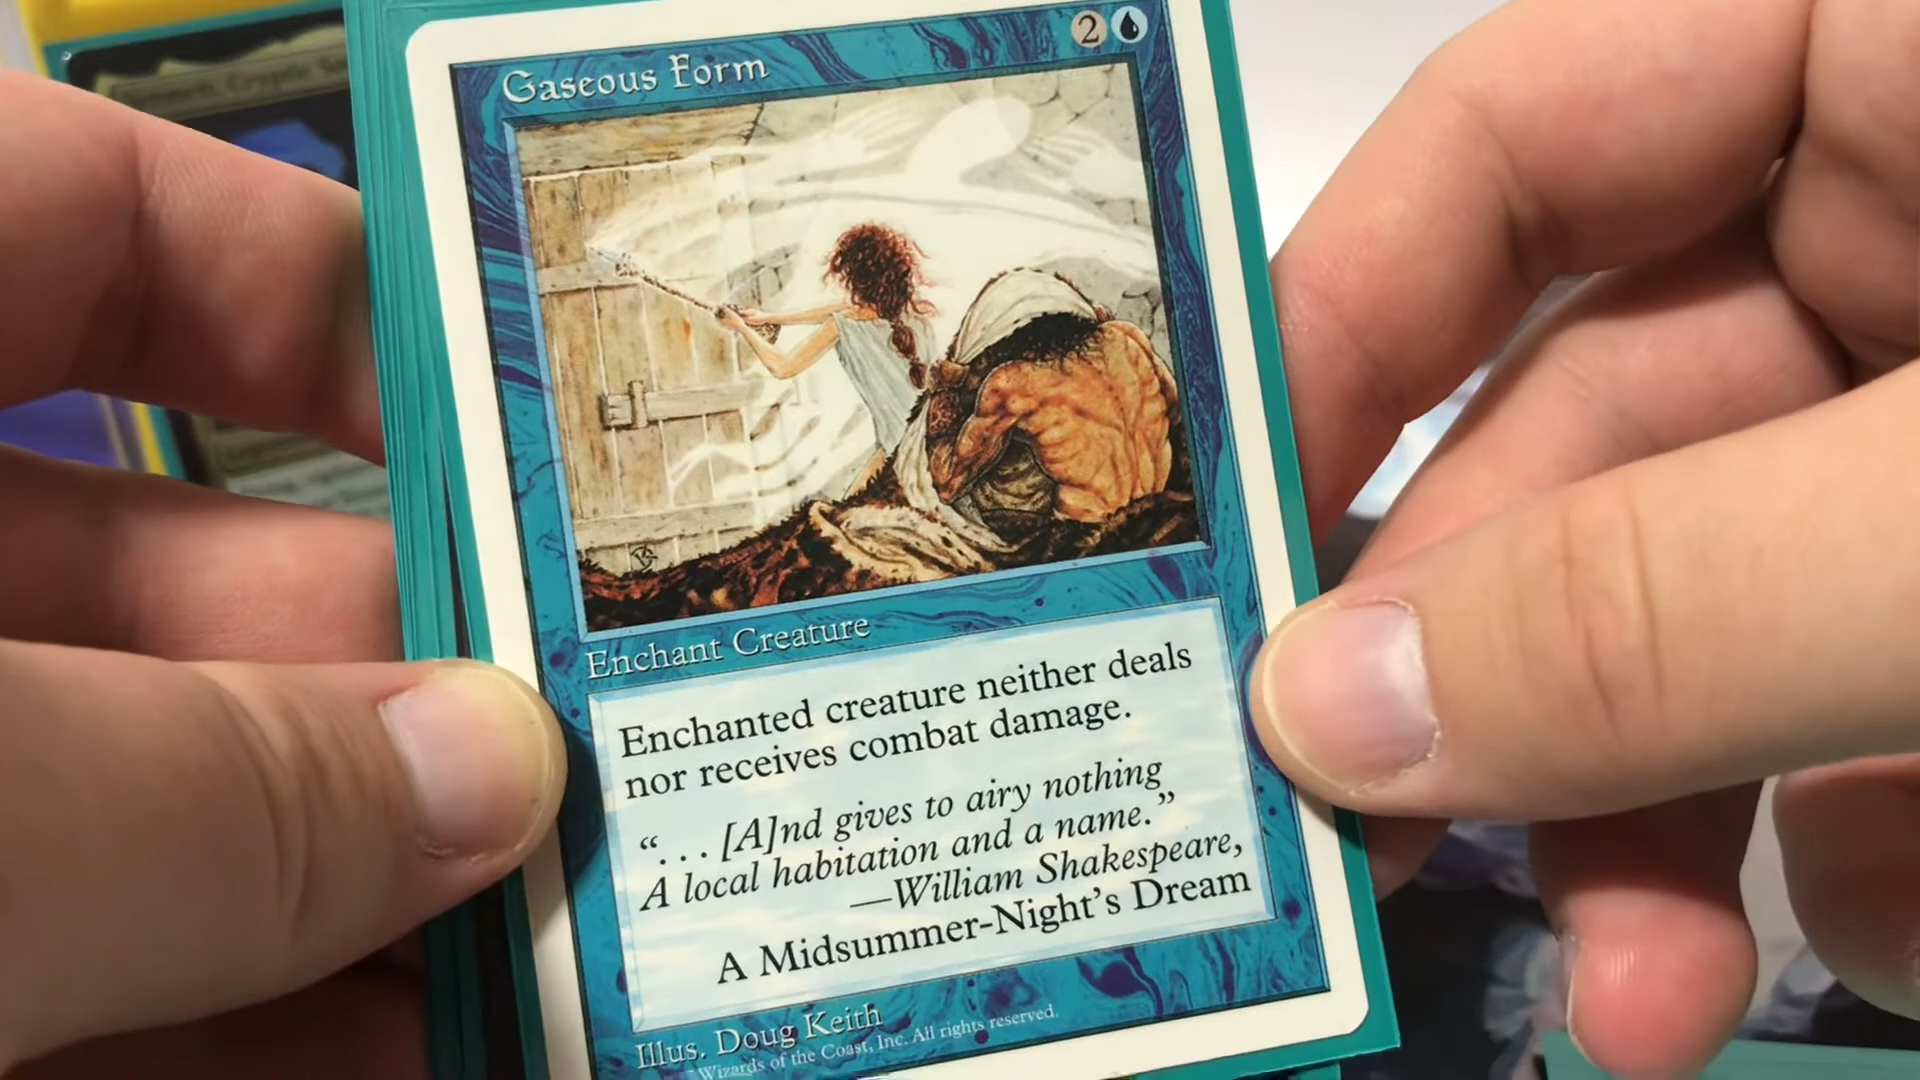 Gaseous Form
2
Enchant Creature
Enchanted creature neither deals
nor receives combat damage.
“. . . [A]nd gives to airy nothing
A local habitation and a name.”
—William Shakespeare,
A Midsummer-Night’s Dream
Illus. Doug Keith
Wizards of the Coast, Inc. All rights reserved.